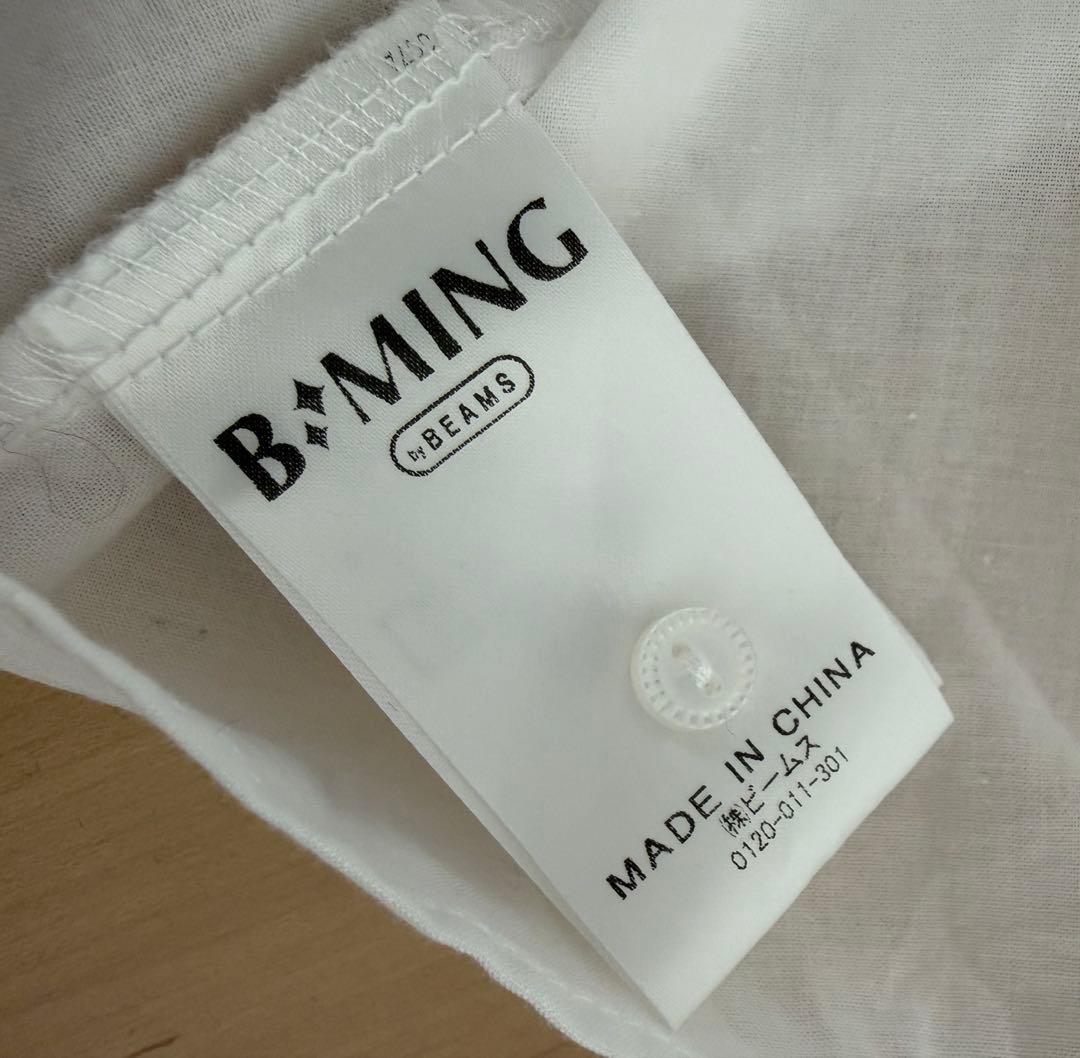 B:MING
by BEAMS
MADE IN CHINA
㈱ビームス
0120-011-301